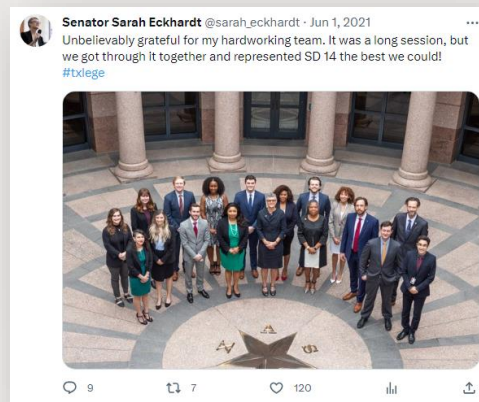 Senator Sarah Eckhardt @sarah_eckhardt · Jun 1, 2021
Unbelievably grateful for my hardworking team. It was a long session, but
we got through it together and represented SD 14 the best we could!
#txlege
9 7 120